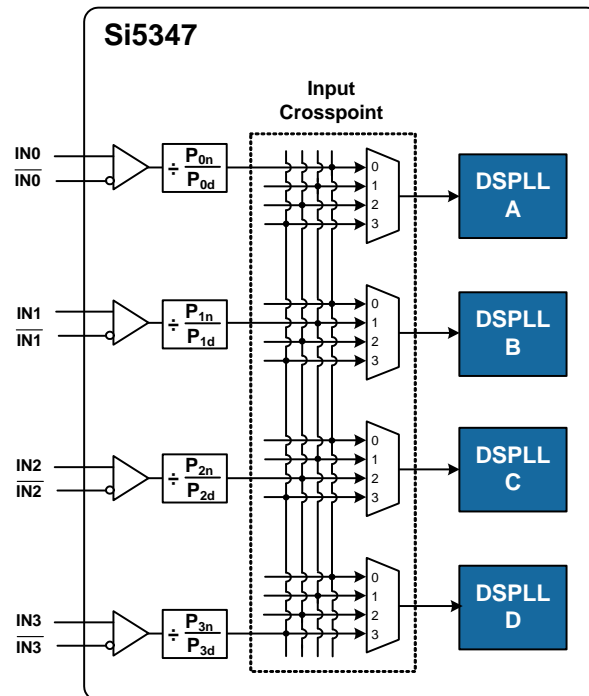 Si5347
Input
Crosspoint
IN0
IN0
÷ P0n
P0d
0
1
2
3
DSPLL
A
IN1
IN1
÷ P1n
P1d
0
1
2
3
DSPLL
B
IN2
IN2
÷ P2n
P2d
0
1
2
3
DSPLL
C
IN3
IN3
÷ P3n
P3d
0
1
2
3
DSPLL
D